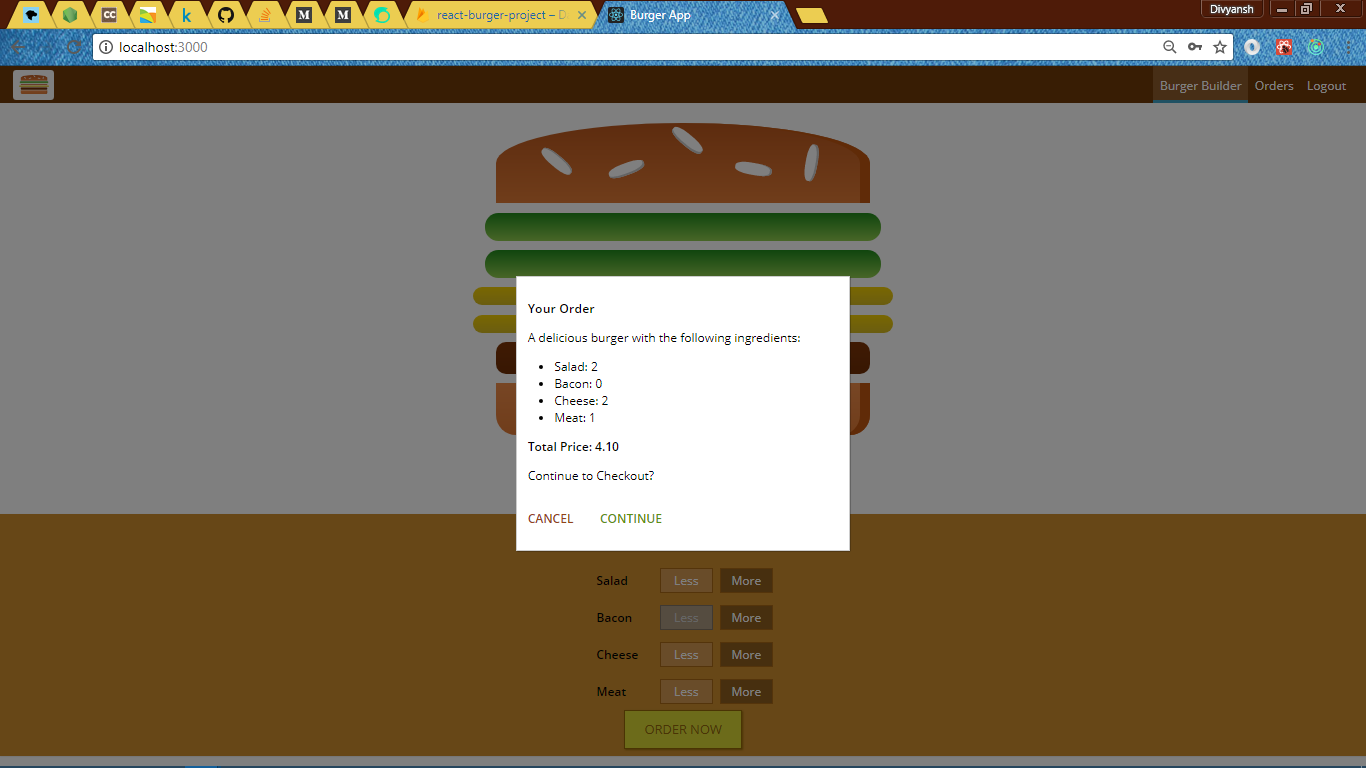 react-burger-project – D
Burger App
Divyansh
localhost:3000
Burger Builder
Orders
Logout
Your Order
A delicious burger with the following ingredients:
Salad: 2
Bacon: 0
Cheese: 2
Meat: 1
Total Price: 4.10
Continue to Checkout?
CANCEL
CONTINUE
Salad
Less
More
Bacon
Less
More
Cheese
Less
More
Meat
Less
More
ORDER NOW